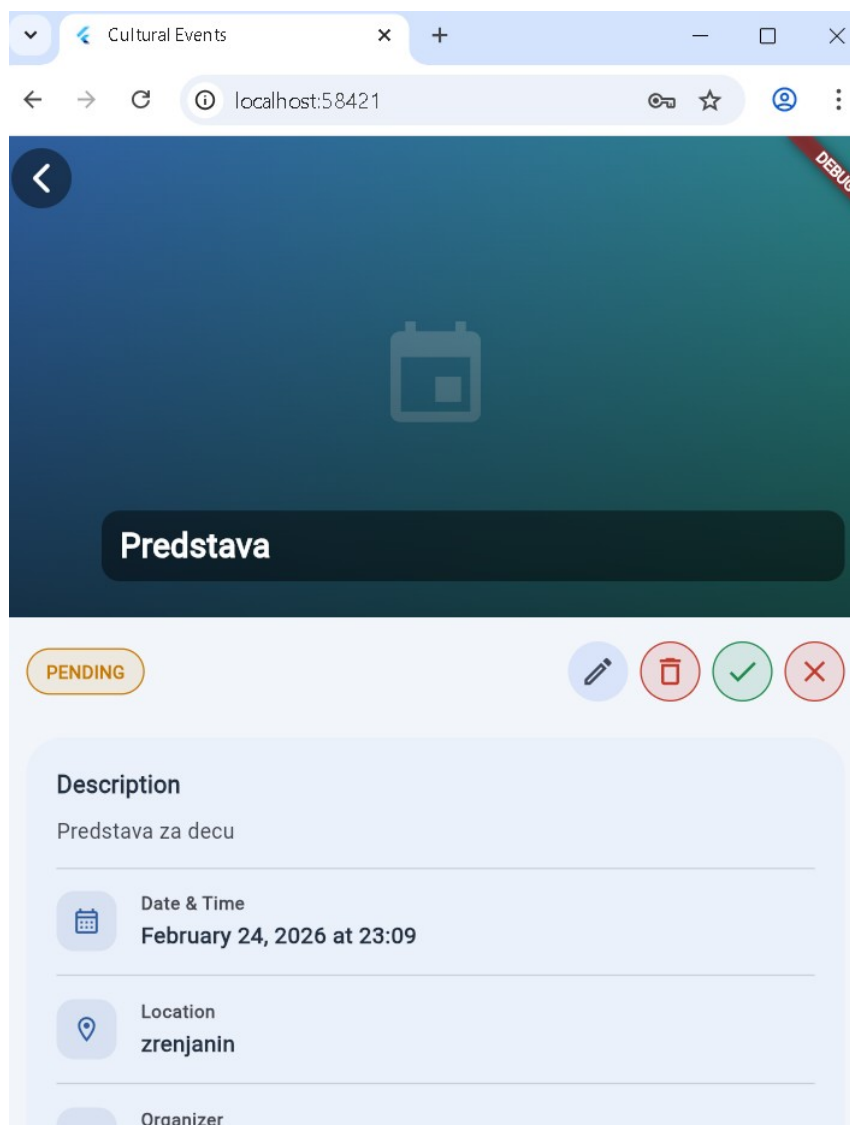 Cultural Events
localhost:58421
DEBUG
Predstava
PENDING
Description
Predstava za decu
Date & Time
February 24, 2026 at 23:09
Location
zrenjanin
Organizer